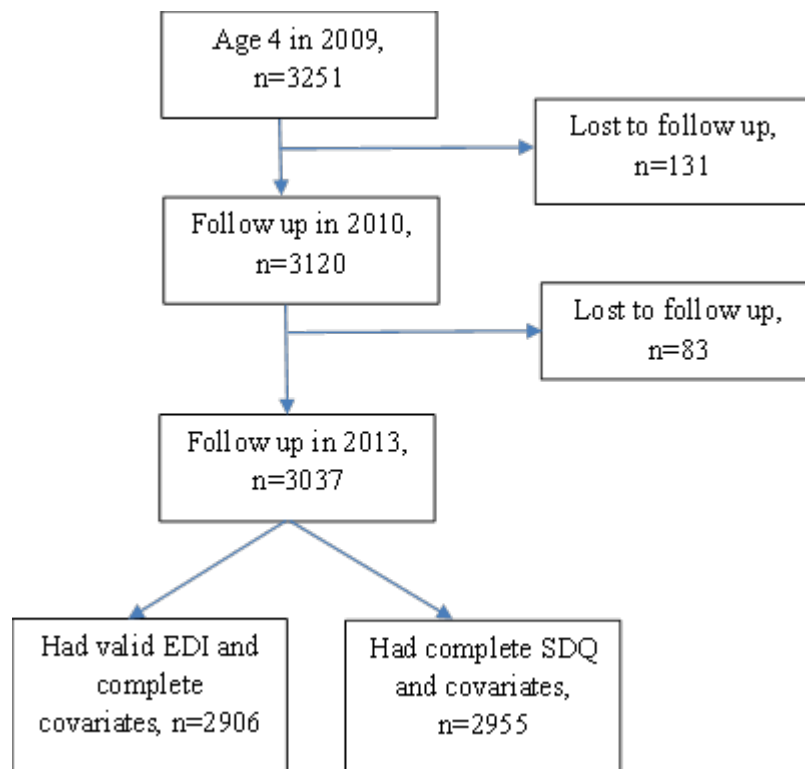 Age 4 in 2009,
n=3251
Lost to follow up,
n=131
Follow up in 2010,
n=3120
Lost to follow up,
n=83
Follow up in 2013,
n=3037
Had valid EDI and
complete
covariates, n=2906
Had complete SDQ
and covariates,
n=2955